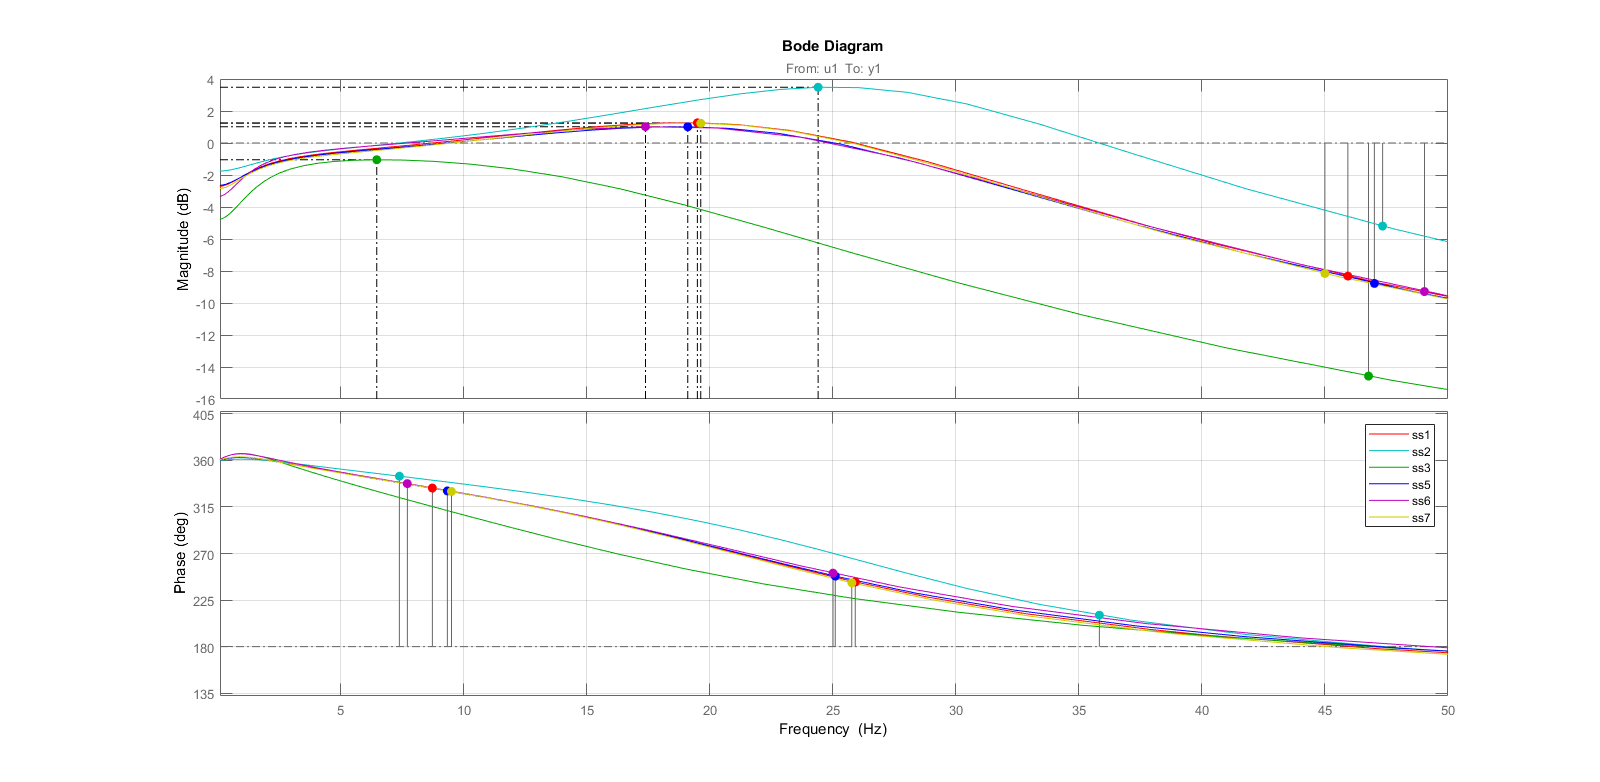 Bode Diagram
From: u1 To: y1
Magnitude (dB)
4
2
0
-2
-4
-6
-8
-10
-12
-14
-16
Phase (deg)
405
360
315
270
225
180
135
ss1
ss2
ss3
ss5
ss6
ss7
5 10 15 20 25 30 35 40 45 50
Frequency (Hz)